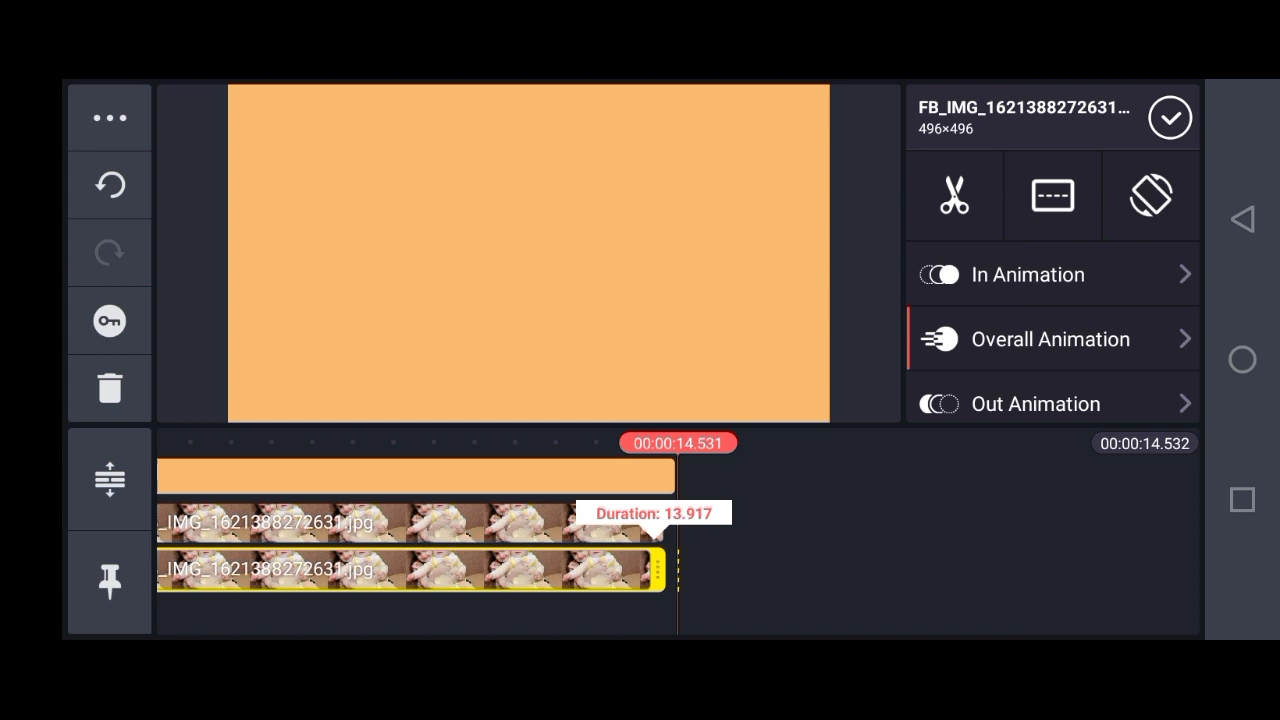 FB_IMG_1621388272631...
496×496
In Animation
Overall Animation
Out Animation
00:00:14.531
00:00:14.532
Duration: 13.917
_IMG_1621388272631.jpg
_IMG_1621388272631.jpg